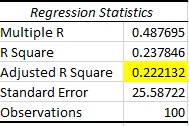 Regression Statistics
Multiple R 0.487695
R Square 0.237846
Adjusted R Square 0.222132
Standard Error 25.58722
Observations 100